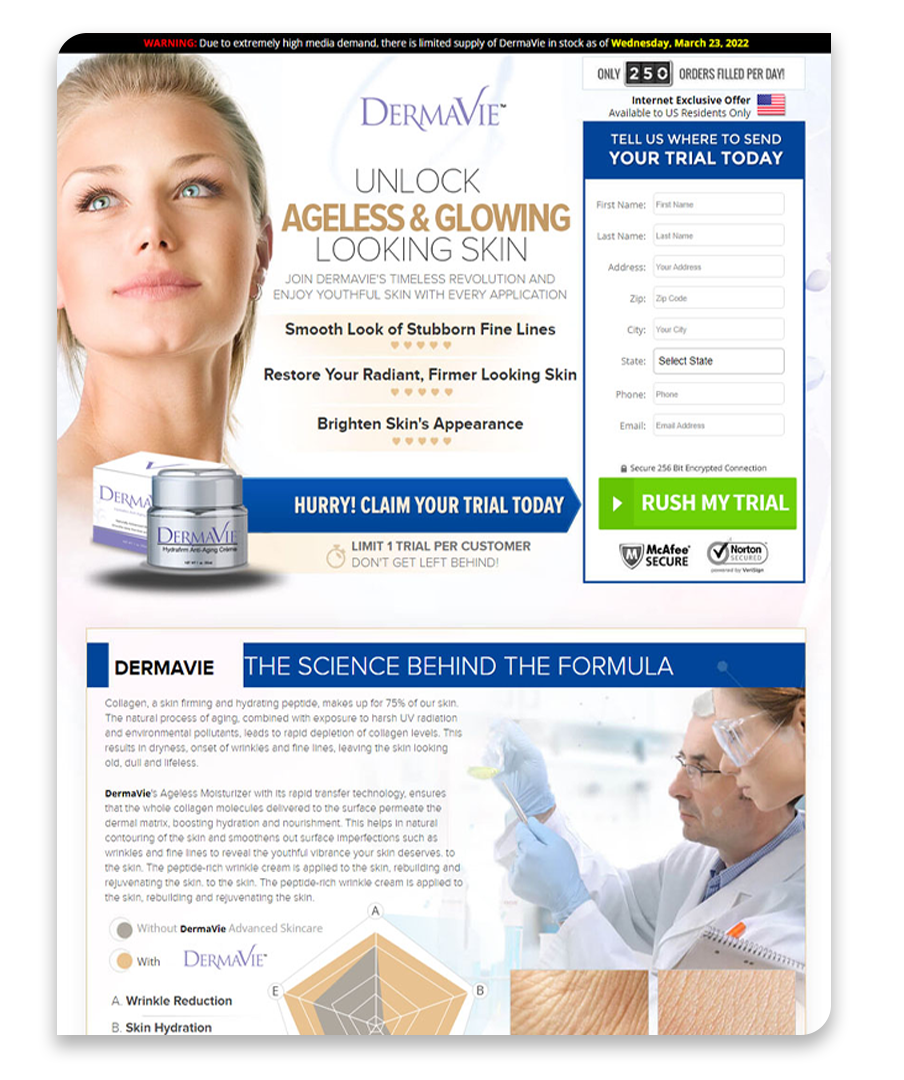 WARNING: Due to extremely high media demand, there is limited supply of DermaVie in stock as of Wednesday, March 23, 2022
DERMAVIE™
UNLOCK
AGELESS & GLOWING
LOOKING SKIN
JOIN DERMAVIE'S TIMELESS REVOLUTION AND
ENJOY YOUTHFUL SKIN WITH EVERY APPLICATION
Smooth Look of Stubborn Fine Lines
Restore Your Radiant, Firmer Looking Skin
Brighten Skin's Appearance
HURRY! CLAIM YOUR TRIAL TODAY
LIMIT 1 TRIAL PER CUSTOMER
DON'T GET LEFT BEHIND!
DERMA
DERMAVIE
Hydrafirm Anti-Aging Crème
ONLY 250 ORDERS FILLED PER DAY!
Internet Exclusive Offer
Available to US Residents Only
TELL US WHERE TO SEND
YOUR TRIAL TODAY
First Name: First Name
Last Name: Last Name
Address: Your Address
Zip: Zip Code
City: Your City
State: Select State
Phone: Phone
Email: Email Address
Secure 256 Bit Encrypted Connection
RUSH MY TRIAL
McAfee™
SECURE
Norton
SECURED
powered by VeriSign
DERMAVIE THE SCIENCE BEHIND THE FORMULA
Collagen, a skin firming and hydrating peptide, makes up for 75% of our skin.
The natural process of aging, combined with exposure to harsh UV radiation
and environmental pollutants, leads to rapid depletion of collagen levels. This
results in dryness, onset of wrinkles and fine lines, leaving the skin looking
old, dull and lifeless.
DermaVie's Ageless Moisturizer with its rapid transfer technology, ensures
that the whole collagen molecules delivered to the surface permeate the
dermal matrix, boosting hydration and nourishment. This helps in natural
contouring of the skin and smoothens out surface imperfections such as
wrinkles and fine lines to reveal the youthful vibrance your skin deserves. to
the skin. The peptide-rich wrinkle cream is applied to the skin, rebuilding and
rejuvenating the skin. to the skin. The peptide-rich wrinkle cream is applied to
the skin, rebuilding and rejuvenating the skin.
Without DermaVie Advanced Skincare
With DERMAVIE™
A. Wrinkle Reduction
B. Skin Hydration
A
E
B